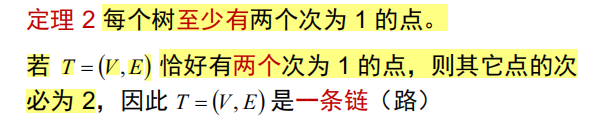 定理 2 每个树至少有两个次为 1 的点。
若 T = (V, E) 恰好有两个次为 1 的点，则其它点的次
必为 2，因此 T = (V, E) 是一条链（路）